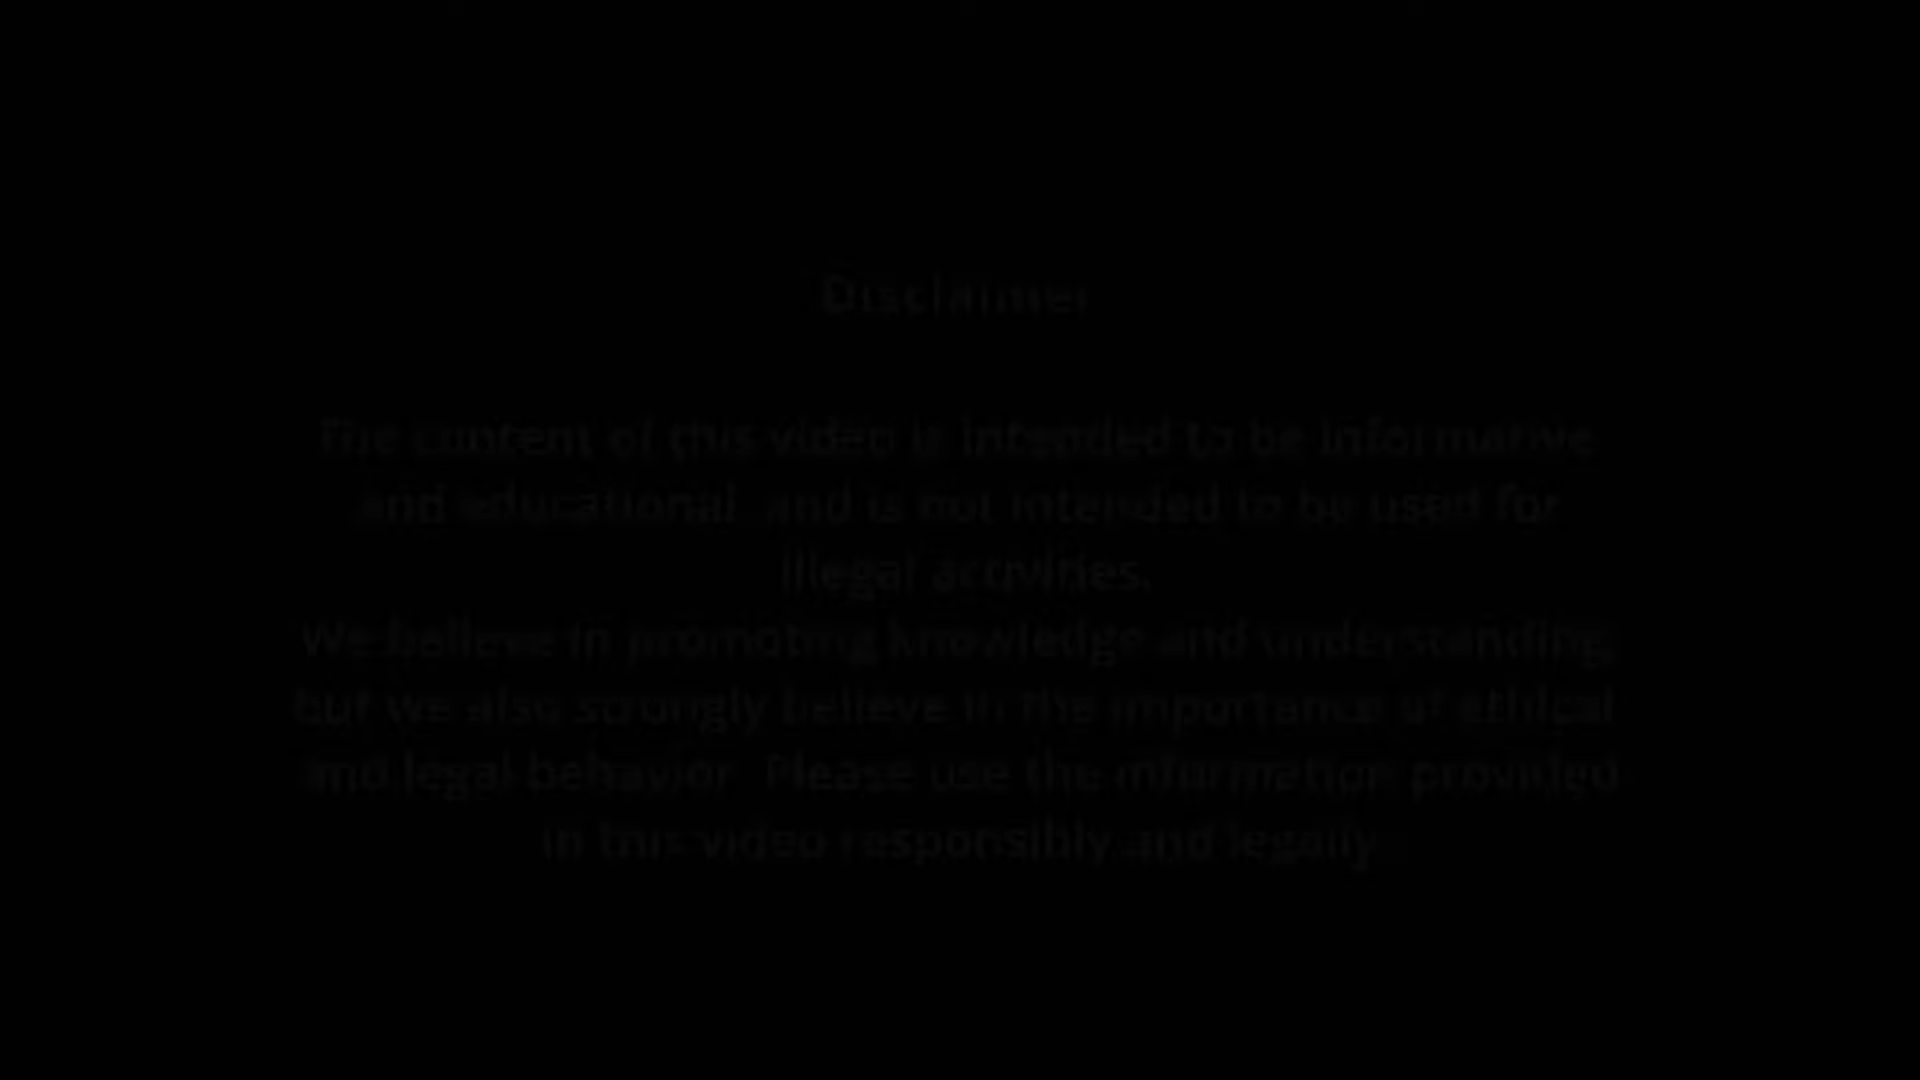 Disclaimer
The content of this video is intended to be informative
and educational, and is not intended to be used for
illegal activities.
We believe in promoting knowledge and understanding,
but we also strongly believe in the importance of ethical
and legal behavior. Please use the information provided
in this video responsibly and legally.